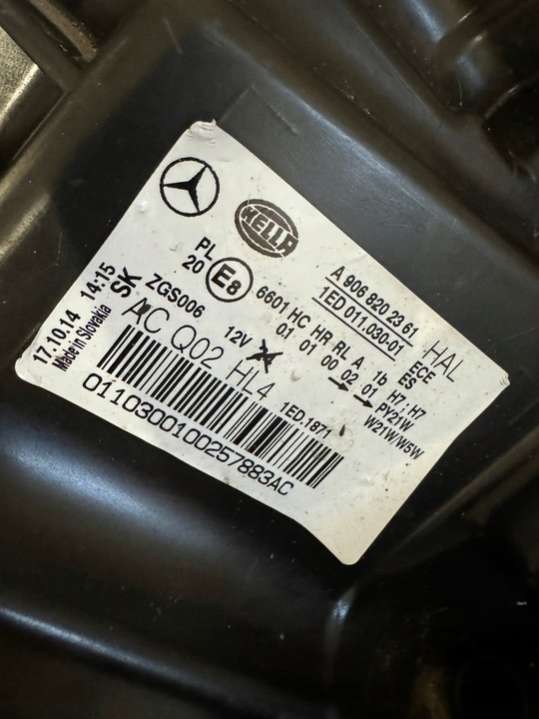 HELLA
A 906 820 23 61
1ED 011.030-01
HAL
PL
20
E8
6601 HC HR RL A 1b
01 01 00 02 01
ECE
ES
H7; H7
PY21W
W21W/W5W
17.10.14 14:15
Made in Slovakia
SK
ZGS006
12V
AC Q02 HL4
1ED.1871
0110300100257883AC